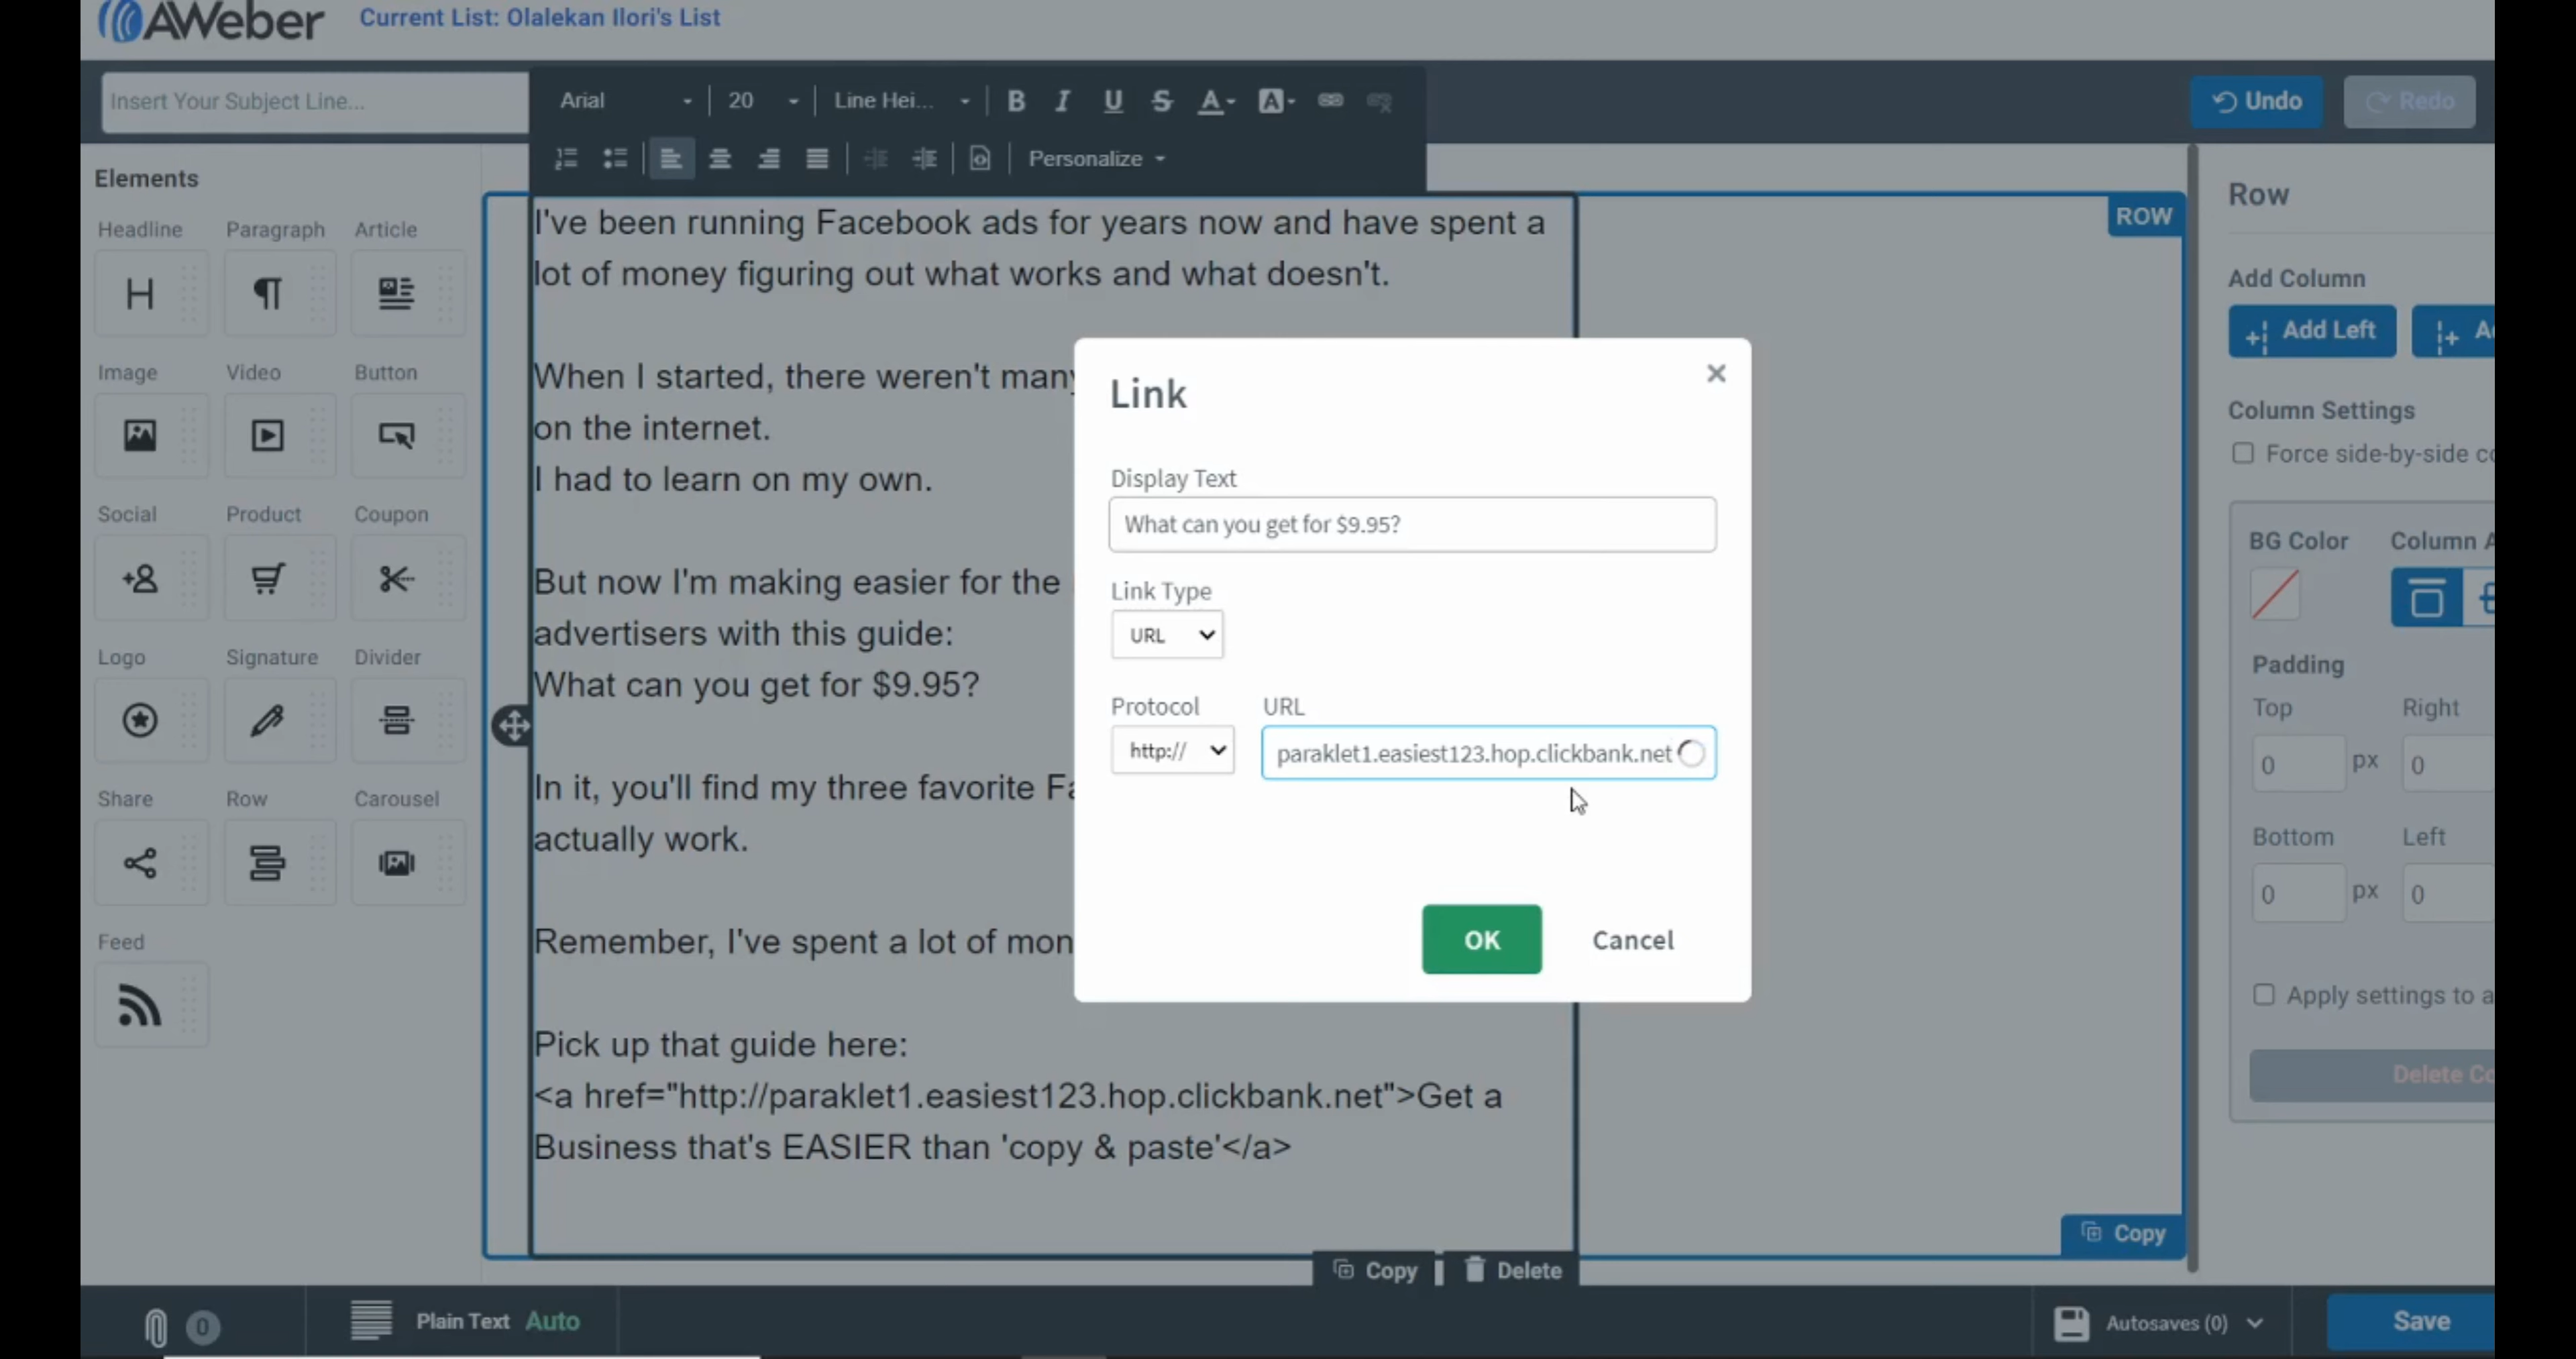 AWeber Current List: Olalekan Ilori's List
Insert Your Subject Line...
Arial 20 Line Hei... B I U S A A
Undo Redo
Personalize
Elements
Headline Paragraph Article
Image Video Button
Social Product Coupon
Logo Signature Divider
Share Row Carousel
Feed
ROW
I've been running Facebook ads for years now and have spent a
lot of money figuring out what works and what doesn't.
When I started, there weren't many
on the internet.
I had to learn on my own.
But now I'm making easier for the
advertisers with this guide:
What can you get for $9.95?
In it, you'll find my three favorite Fa
actually work.
Remember, I've spent a lot of mon
Pick up that guide here:
<a href="http://paraklet1.easiest123.hop.clickbank.net">Get a
Business that's EASIER than 'copy & paste'</a>
Copy
Copy Delete
Link
Display Text
What can you get for $9.95?
Link Type
URL
Protocol URL
http:// paraklet1.easiest123.hop.clickbank.net
OK Cancel
Row
Add Column
Add Left A
Column Settings
Force side-by-side co
BG Color Column A
Padding
Top Right
0 px 0
Bottom Left
0 px 0
Apply settings to a
Delete Co
0 Plain Text Auto
Autosaves (0) Save